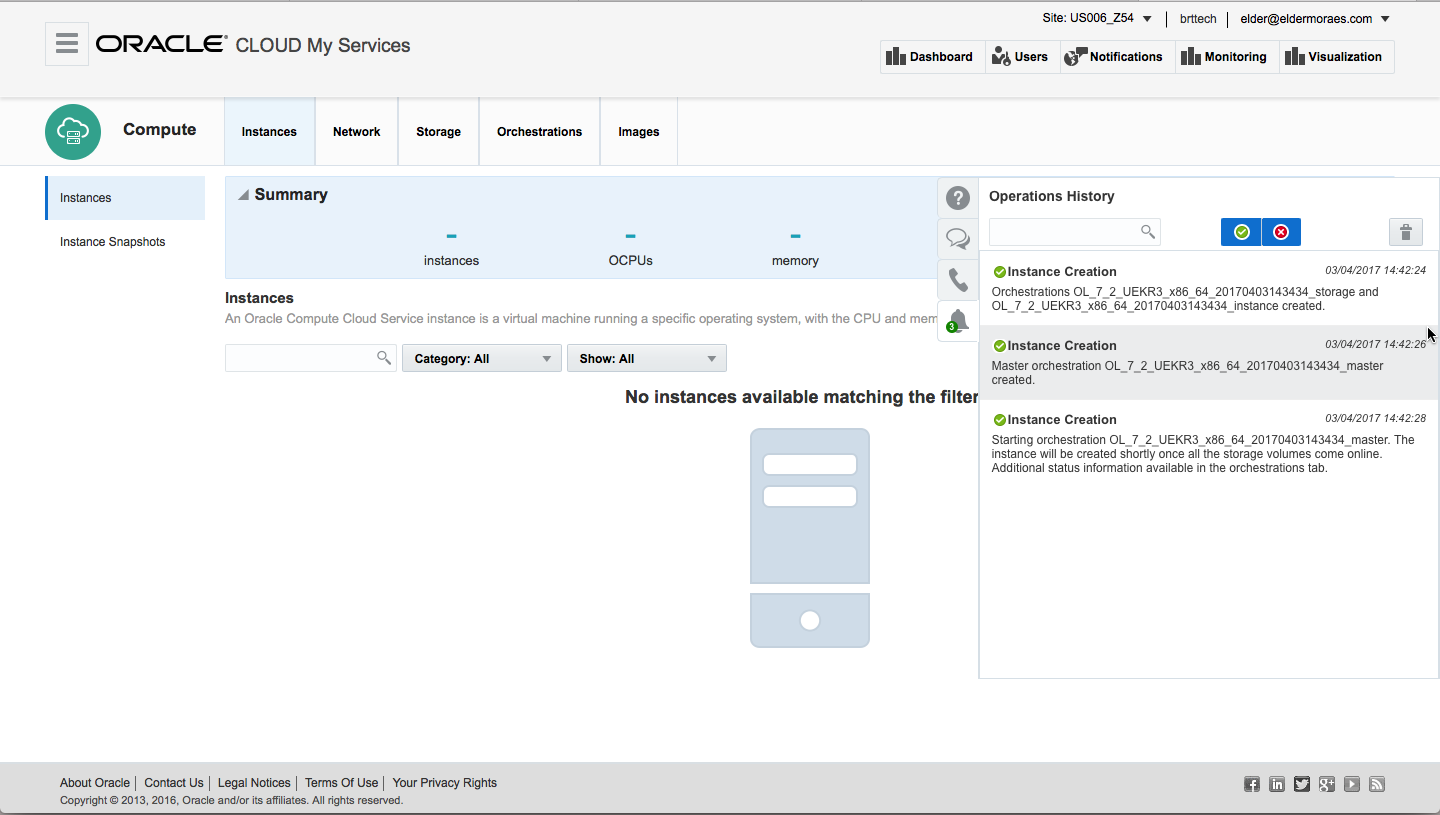 Site: US006_Z54
brttech
elder@eldermoraes.com
ORACLE® CLOUD My Services
Dashboard
Users
Notifications
Monitoring
Visualization
Compute
Instances
Network
Storage
Orchestrations
Images
Instances
Instance Snapshots
Summary
-
-
-
instances
OCPUs
memory
Instances
An Oracle Compute Cloud Service instance is a virtual machine running a specific operating system, with the CPU and mem
Category: All
Show: All
No instances available matching the filter
?
3
Operations History
Instance Creation
03/04/2017 14:42:24
Orchestrations OL_7_2_UEKR3_x86_64_20170403143434_storage and
OL_7_2_UEKR3_x86_64_20170403143434_instance created.
Instance Creation
03/04/2017 14:42:26
Master orchestration OL_7_2_UEKR3_x86_64_20170403143434_master
created.
Instance Creation
03/04/2017 14:42:28
Starting orchestration OL_7_2_UEKR3_x86_64_20170403143434_master. The
instance will be created shortly once all the storage volumes come online.
Additional status information available in the orchestrations tab.
About Oracle
Contact Us
Legal Notices
Terms Of Use
Your Privacy Rights
Copyright © 2013, 2016, Oracle and/or its affiliates. All rights reserved.